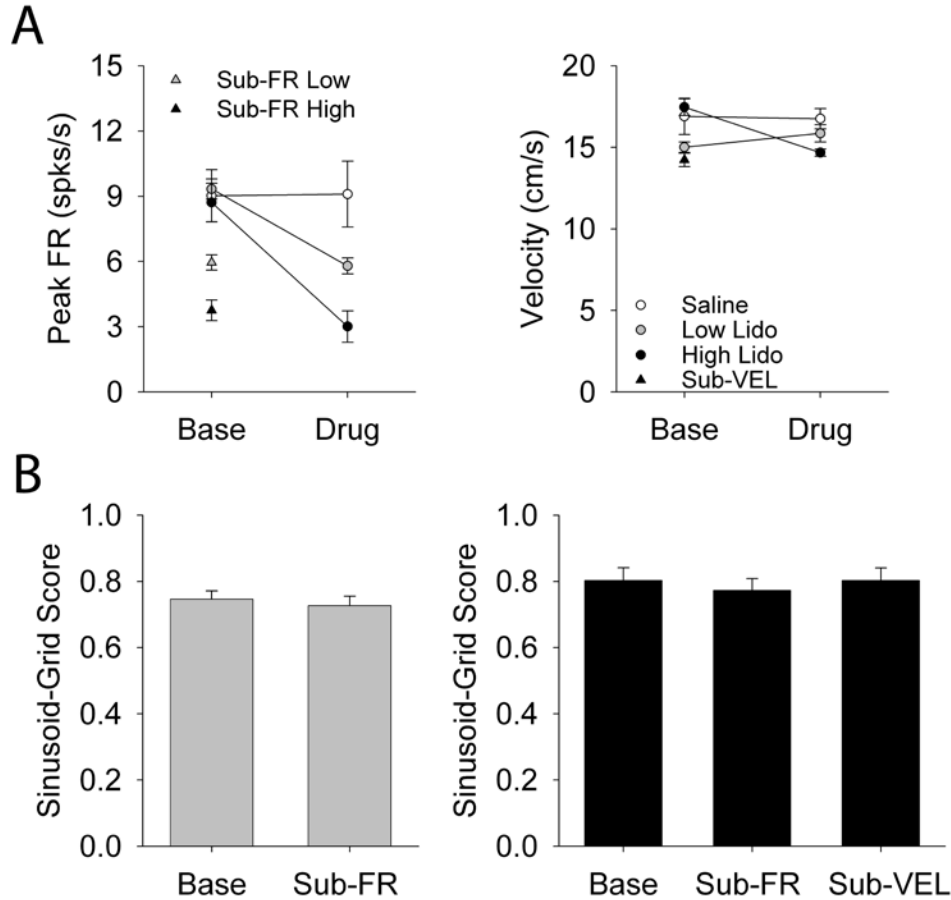 A
15
12
9
6
3
0
Peak FR (spks/s)
Sub-FR Low
Sub-FR High
Base Drug
20
15
10
5
0
Velocity (cm/s)
Saline
Low Lido
High Lido
Sub-VEL
Base Drug
B
1.0
0.8
0.6
0.4
0.2
0.0
Sinusoid-Grid Score
Base Sub-FR
1.0
0.8
0.6
0.4
0.2
0.0
Sinusoid-Grid Score
Base Sub-FR Sub-VEL